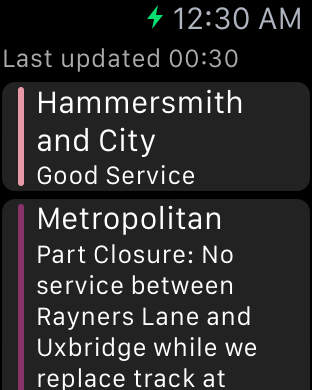 12:30 AM
Last updated 00:30
Hammersmith
and City
Good Service
Metropolitan
Part Closure: No
service between
Rayners Lane and
Uxbridge while we
replace track at